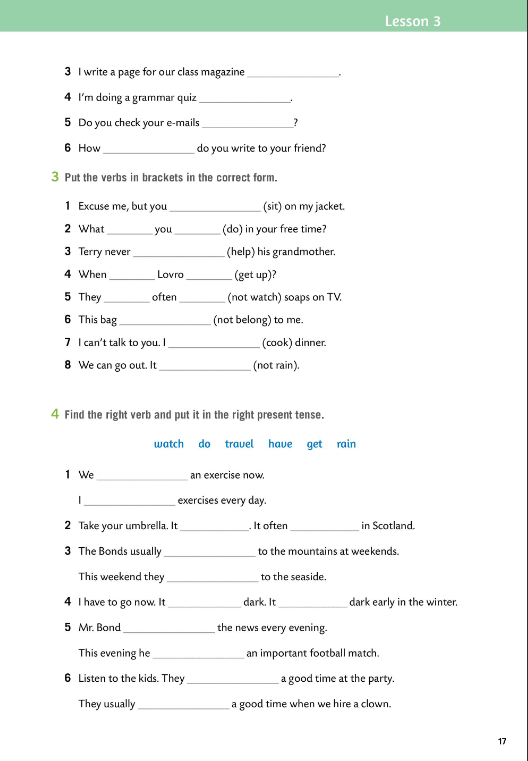 Lesson 3
3 I write a page for our class magazine ________________.
4 I'm doing a grammar quiz ________________.
5 Do you check your e-mails ________________?
6 How ________________ do you write to your friend?
3 Put the verbs in brackets in the correct form.
1 Excuse me, but you ________________ (sit) on my jacket.
2 What ________ you ________ (do) in your free time?
3 Terry never ________________ (help) his grandmother.
4 When ________ Lovro ________ (get up)?
5 They ________ often ________ (not watch) soaps on TV.
6 This bag ________________ (not belong) to me.
7 I can't talk to you. I ________________ (cook) dinner.
8 We can go out. It ________________ (not rain).
4 Find the right verb and put it in the right present tense.
watch do travel have get rain
1 We ________________ an exercise now.
I ________________ exercises every day.
2 Take your umbrella. It ____________. It often ____________ in Scotland.
3 The Bonds usually ________________ to the mountains at weekends.
This weekend they ________________ to the seaside.
4 I have to go now. It ____________ dark. It ____________ dark early in the winter.
5 Mr. Bond ________________ the news every evening.
This evening he ________________ an important football match.
6 Listen to the kids. They ________________ a good time at the party.
They usually ________________ a good time when we hire a clown.
17